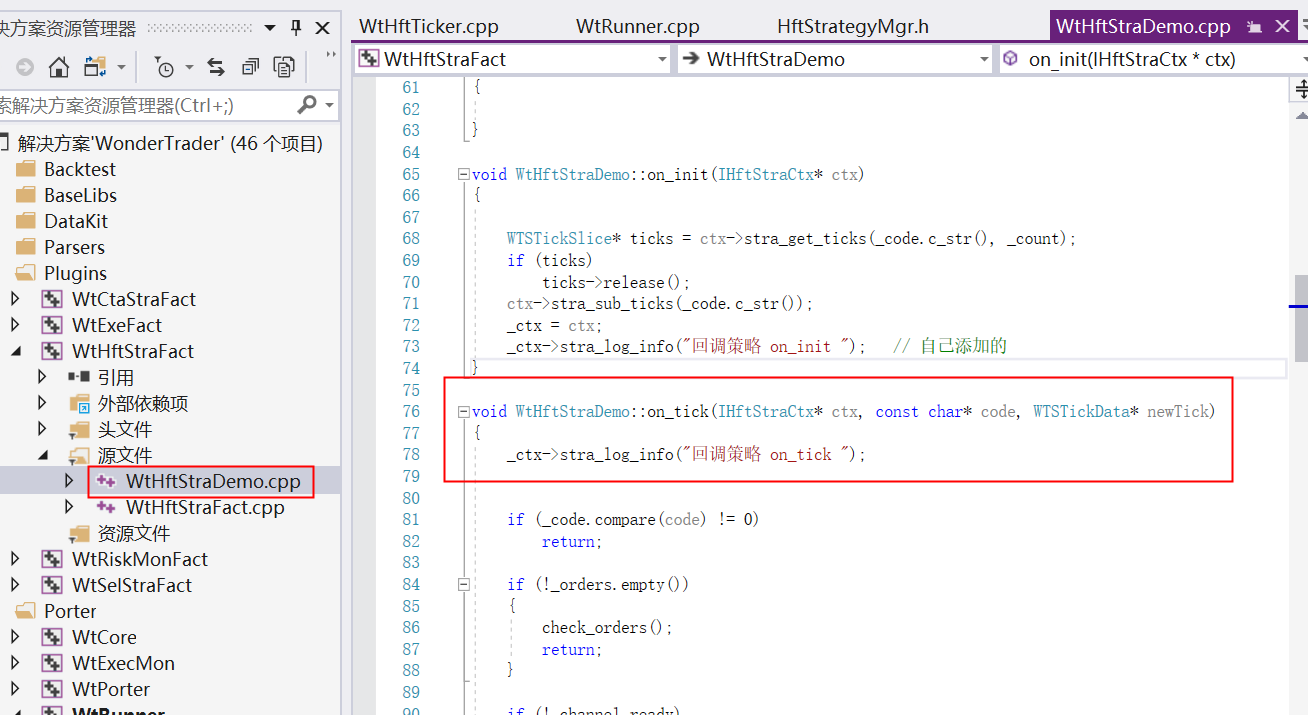 决方案资源管理器
索解决方案资源管理器(Ctrl+;)
解决方案'WonderTrader' (46 个项目)
Backtest
BaseLibs
DataKit
Parsers
Plugins
WtCtaStraFact
WtExeFact
WtHftStraFact
引用
外部依赖项
头文件
源文件
WtHftStraDemo.cpp
WtHftStraFact.cpp
资源文件
WtRiskMonFact
WtSelStraFact
Porter
WtCore
WtExecMon
WtPorter
WtRunner
WtHftTicker.cpp WtRunner.cpp HftStrategyMgr.h WtHftStraDemo.cpp
WtHftStraFact WtHftStraDemo on_init(IHftStraCtx * ctx)
61 {
62
63 }
64
65 void WtHftStraDemo::on_init(IHftStraCtx* ctx)
66 {
67
68 WTSTickSlice* ticks = ctx->stra_get_ticks(_code.c_str(), _count);
69 if (ticks)
70 ticks->release();
71 ctx->stra_sub_ticks(_code.c_str());
72 _ctx = ctx;
73 _ctx->stra_log_info("回调策略 on_init "); // 自己添加的
74 }
75
76 void WtHftStraDemo::on_tick(IHftStraCtx* ctx, const char* code, WTSTickData* newTick)
77 {
78 _ctx->stra_log_info("回调策略 on_tick ");
79
80
81 if (_code.compare(code) != 0)
82 return;
83
84 if (!_orders.empty())
85 {
86 check_orders();
87 return;
88 }
89
90 if (!_channel_ready)